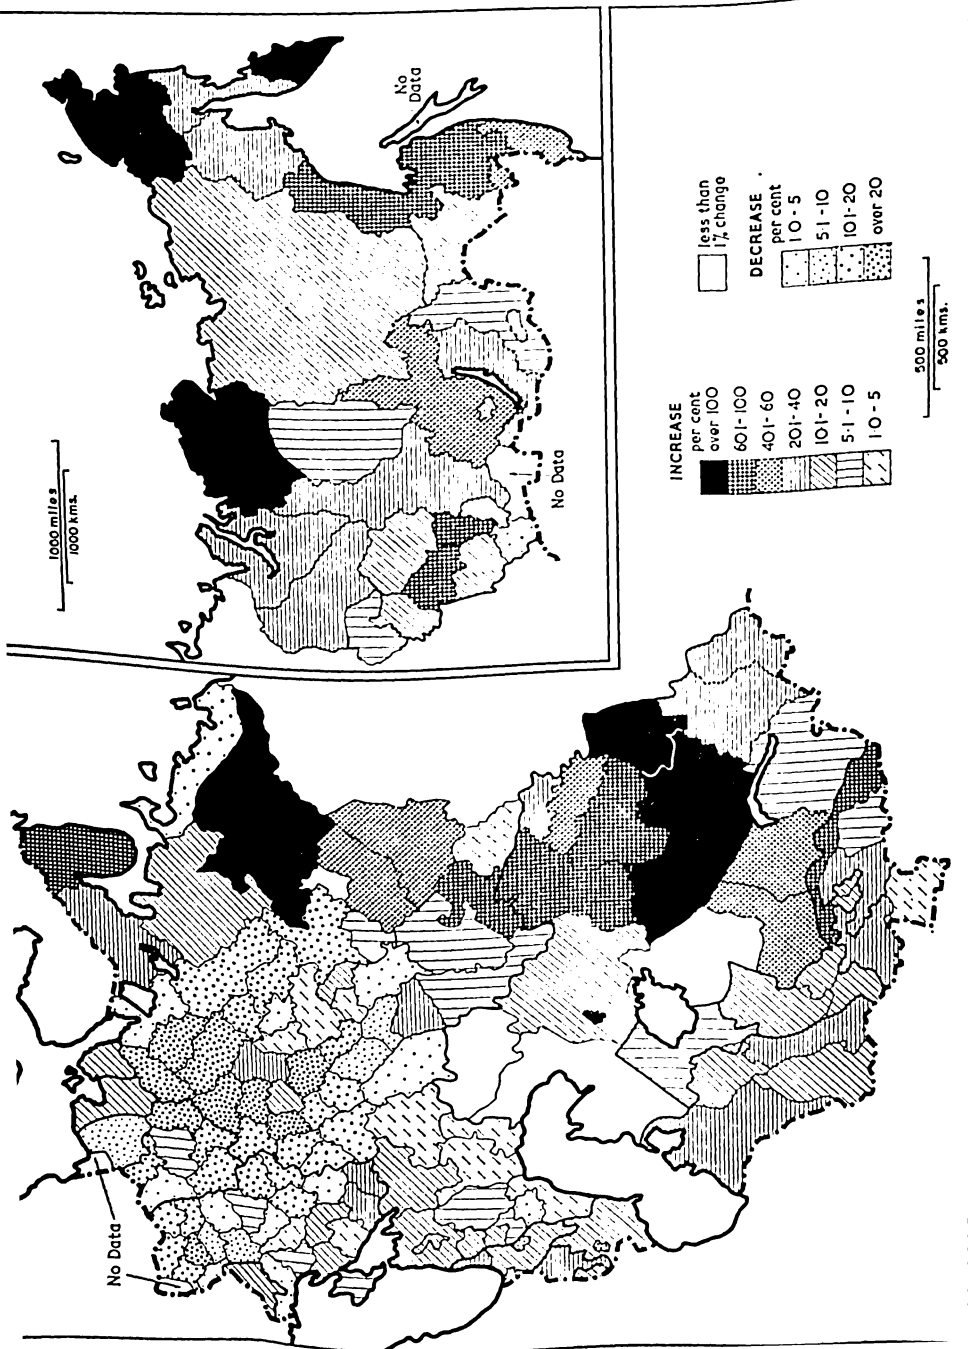 1000 miles
1000 kms.
No
Data
No Data
No Data
INCREASE
per cent
over 100
60·1-100
40·1-60
20·1-40
10·1-20
5·1-10
1·0-5
less than
1% change
DECREASE
per cent
1·0-5
5·1-10
10·1-20
over 20
500 miles
500 kms.